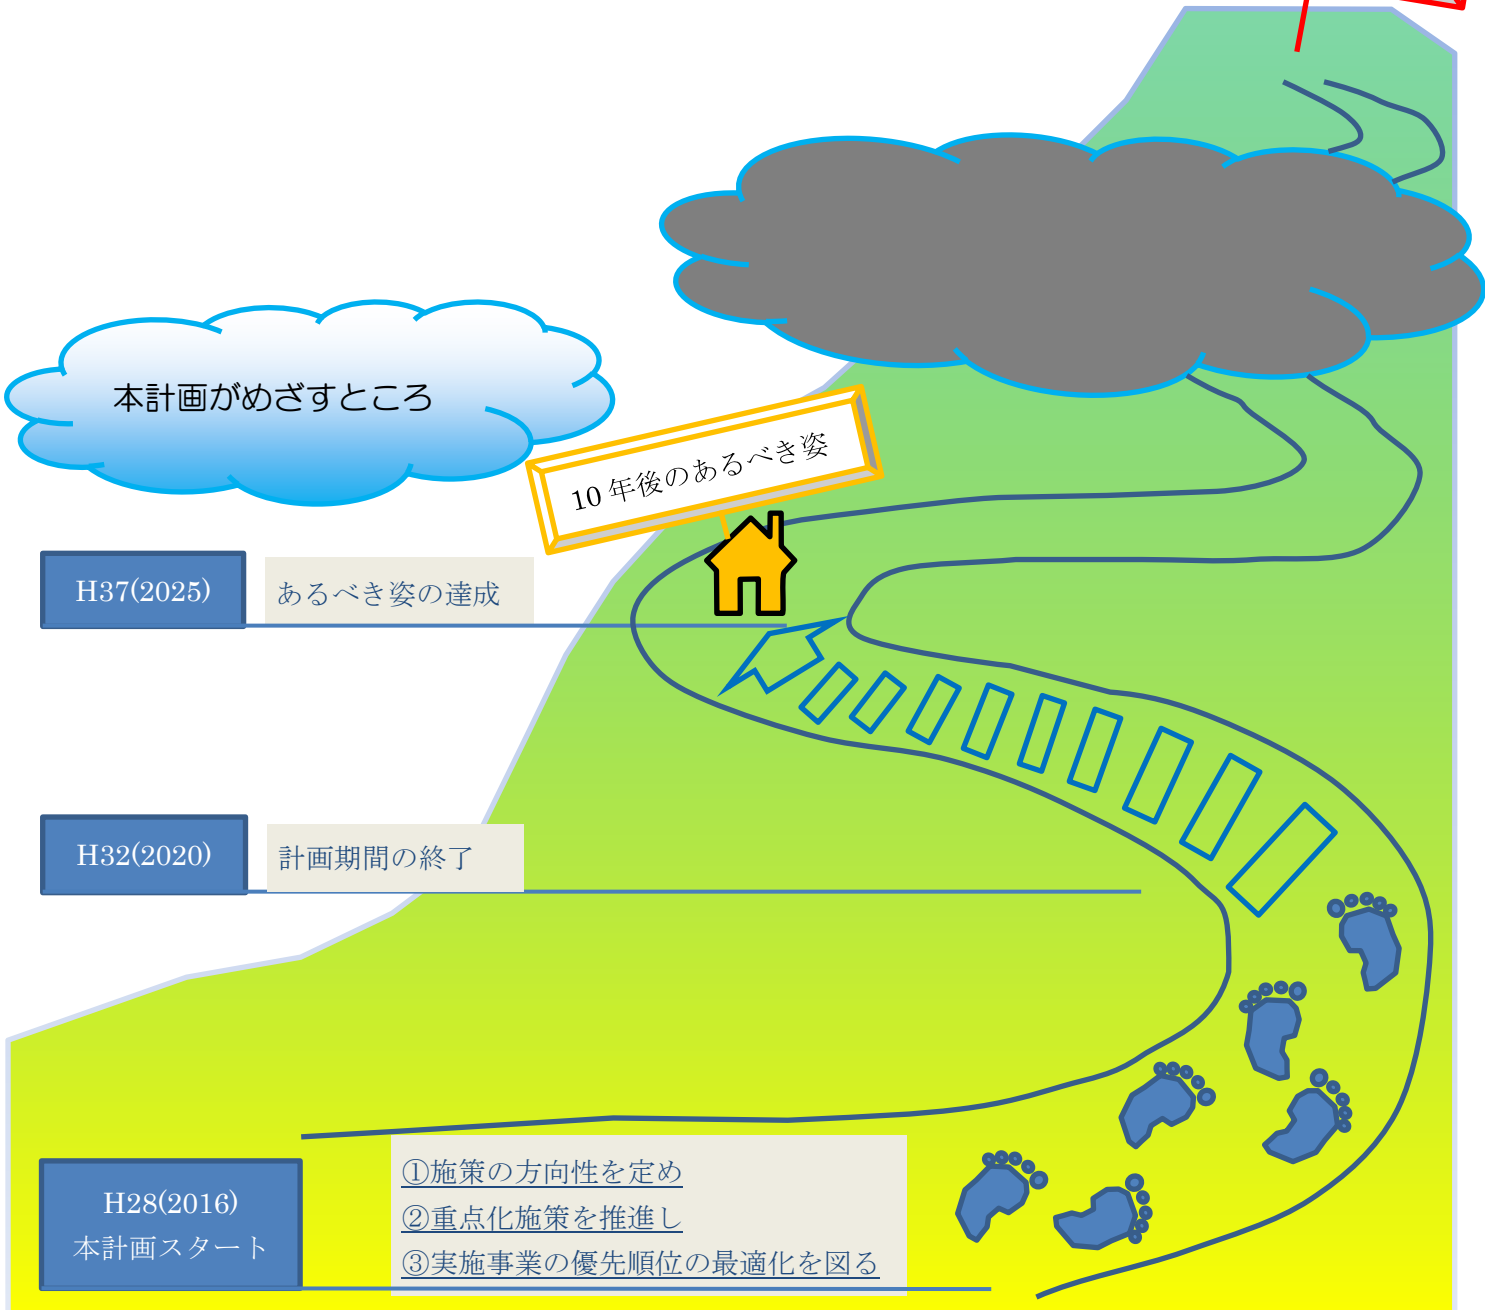 本計画がめざすところ
10年後のあるべき姿
H37(2025)
あるべき姿の達成
H32(2020)
計画期間の終了
H28(2016)
本計画スタート
①施策の方向性を定め
②重点化施策を推進し
③実施事業の優先順位の最適化を図る